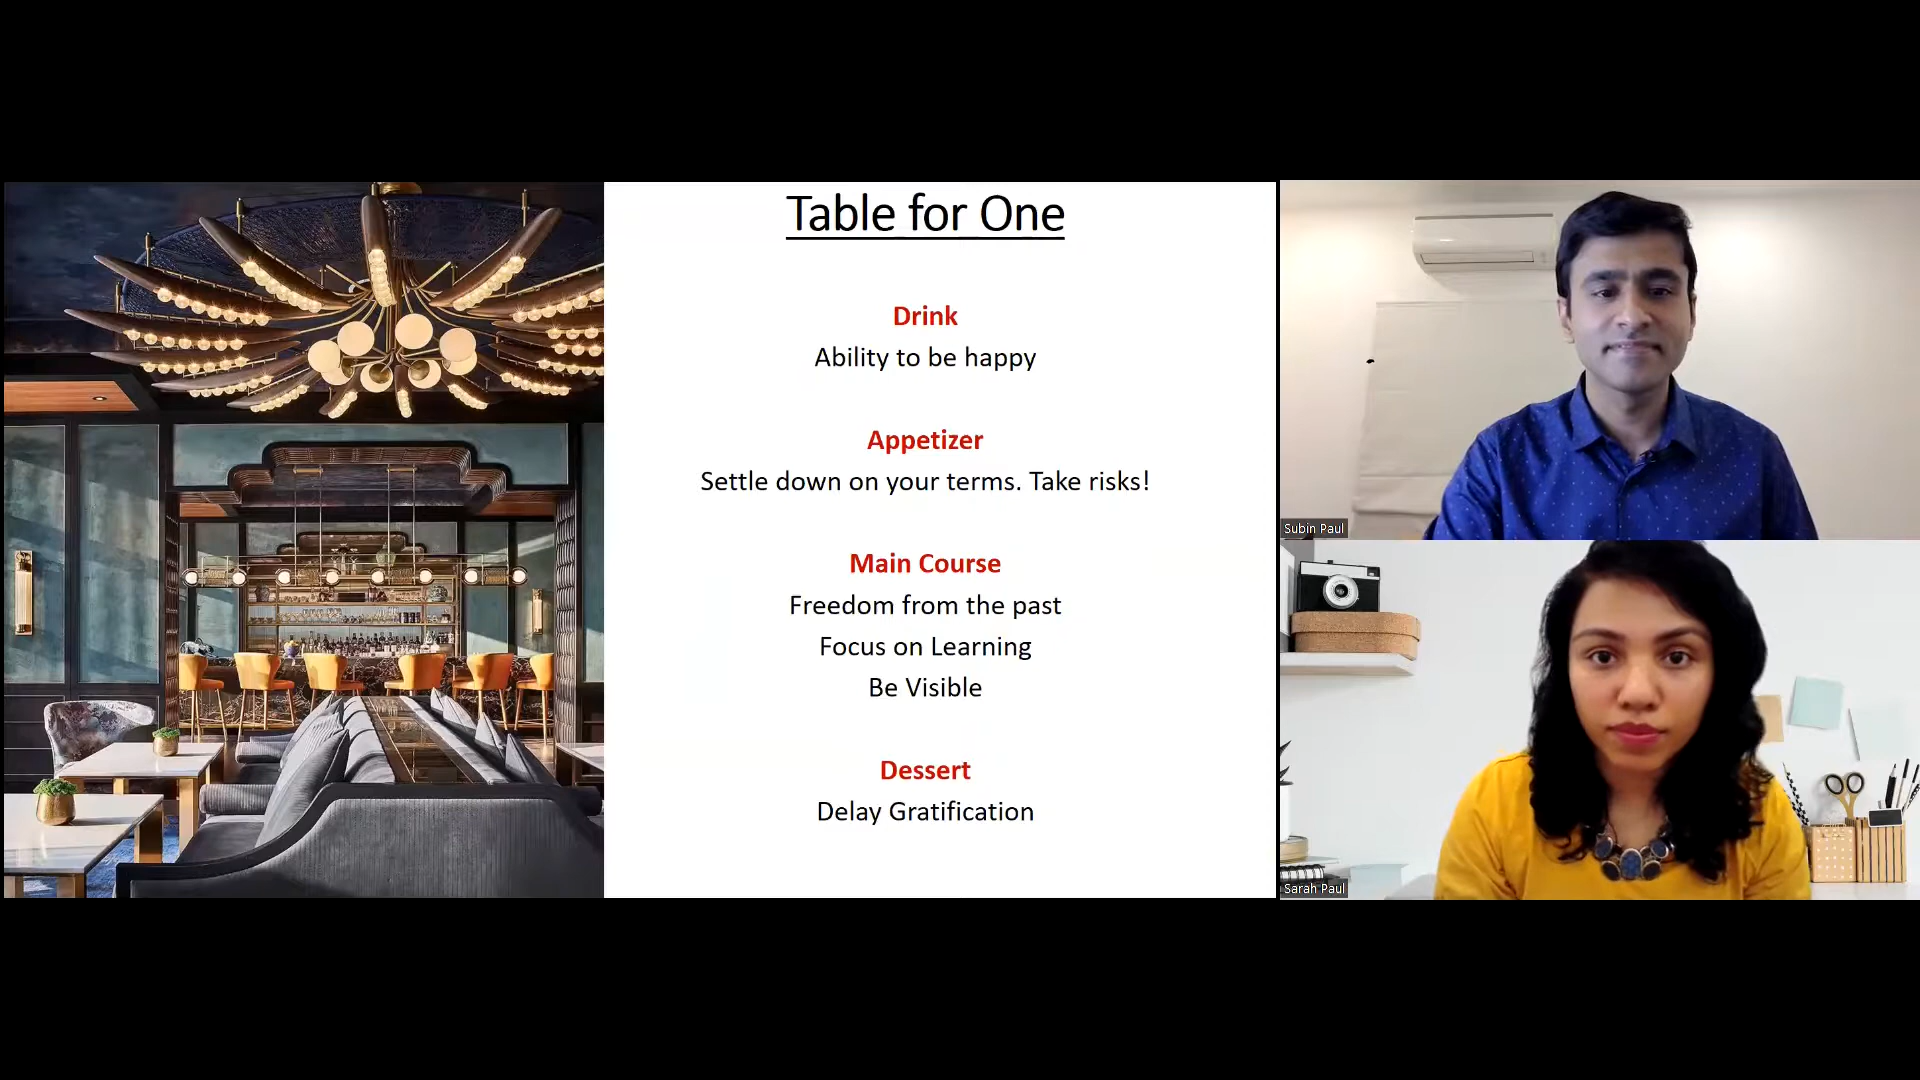 Table for One
Drink
Ability to be happy
Appetizer
Settle down on your terms. Take risks!
Main Course
Freedom from the past
Focus on Learning
Be Visible
Dessert
Delay Gratification
Subin Paul
Sarah Paul